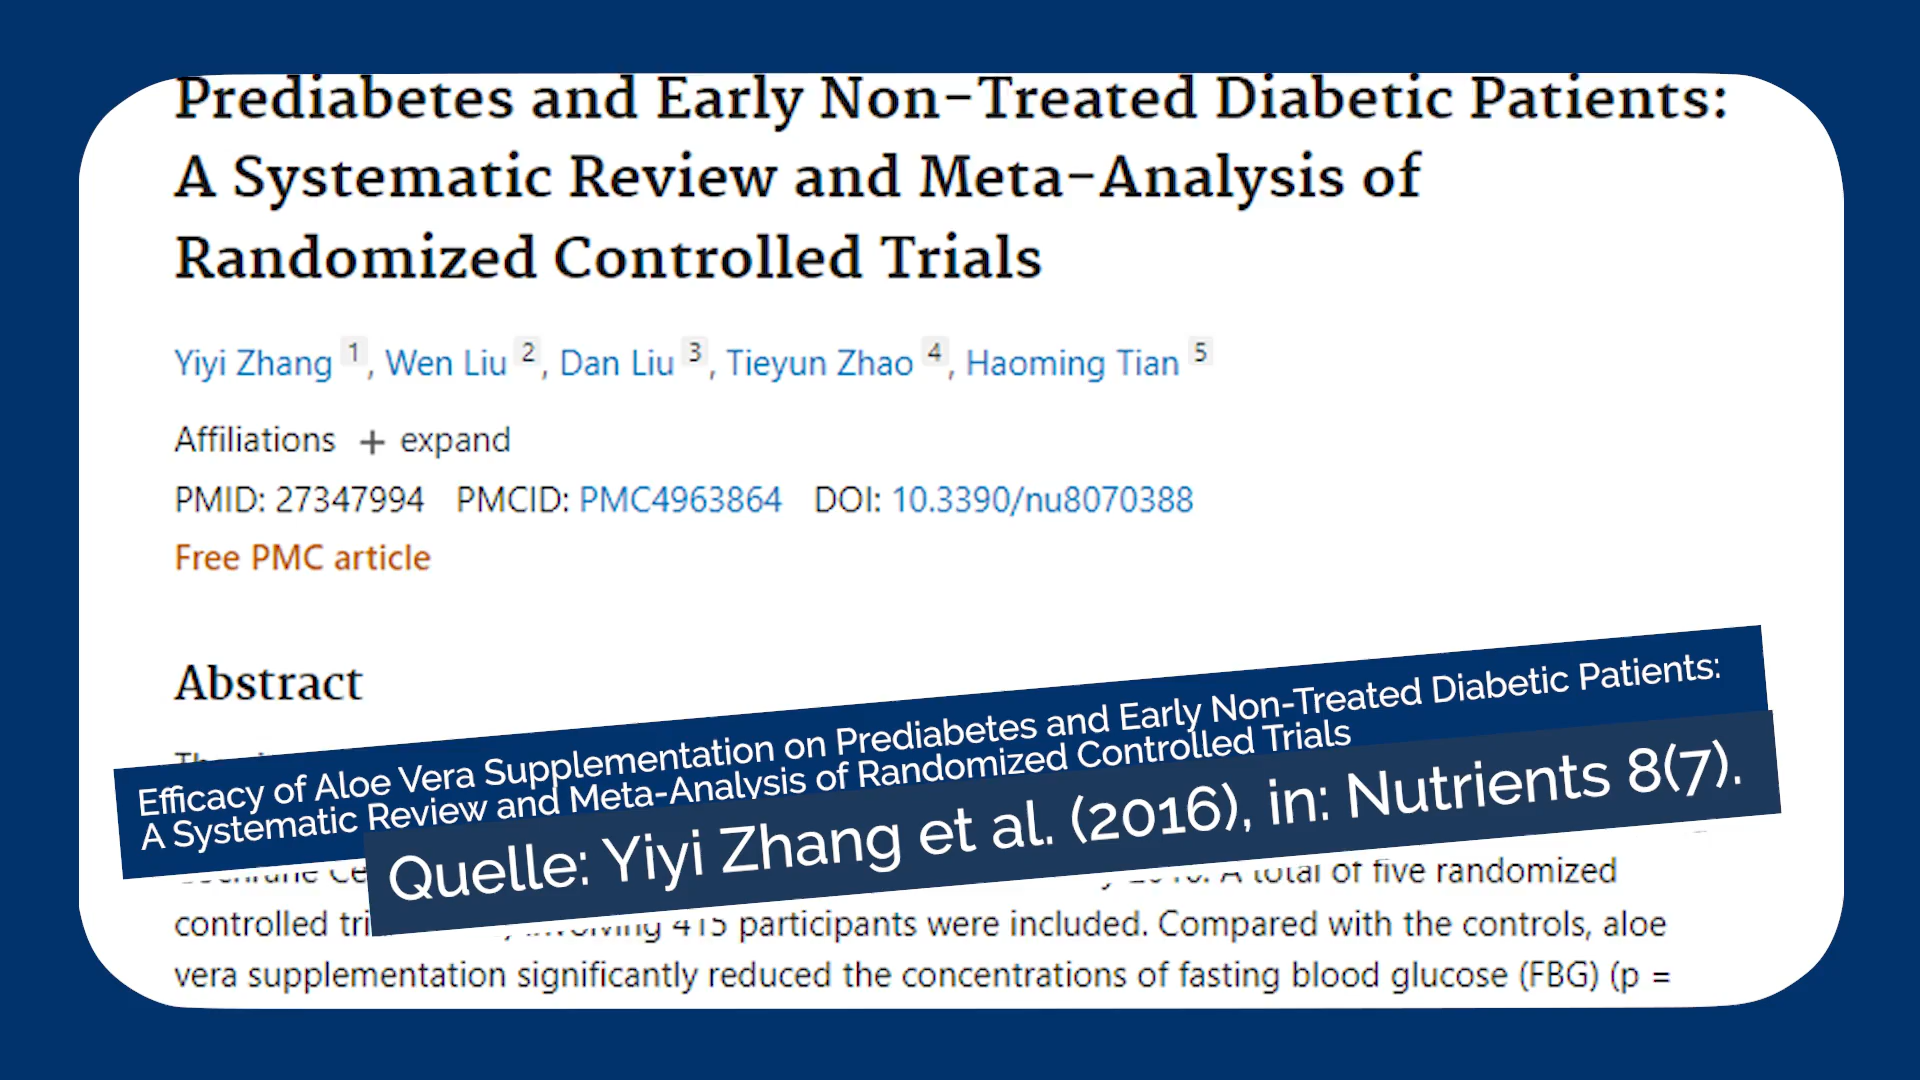 Prediabetes and Early Non-Treated Diabetic Patients:
A Systematic Review and Meta-Analysis of
Randomized Controlled Trials
Yiyi Zhang 1, Wen Liu 2, Dan Liu 3, Tieyun Zhao 4, Haoming Tian 5
Affiliations + expand
PMID: 27347994 PMCID: PMC4963864 DOI: 10.3390/nu8070388
Free PMC article
Abstract
Efficacy of Aloe Vera Supplementation on Prediabetes and Early Non-Treated Diabetic Patients:
A Systematic Review and Meta-Analysis of Randomized Controlled Trials
Quelle: Yiyi Zhang et al. (2016), in: Nutrients 8(7).
A total of five randomized
controlled involving 415 participants were included. Compared with the controls, aloe
vera supplementation significantly reduced the concentrations of fasting blood glucose (FBG) (p =